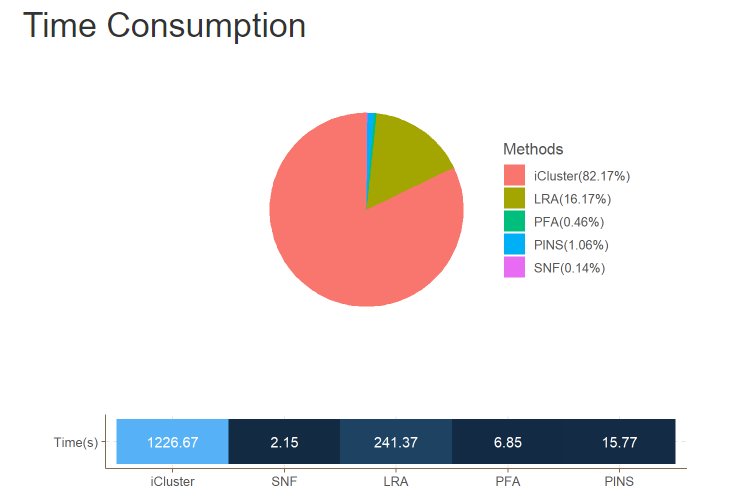 Time Consumption
Methods
iCluster(82.17%)
LRA(16.17%)
PFA(0.46%)
PINS(1.06%)
SNF(0.14%)
Time(s) 1226.67 2.15 241.37 6.85 15.77
iCluster SNF LRA PFA PINS